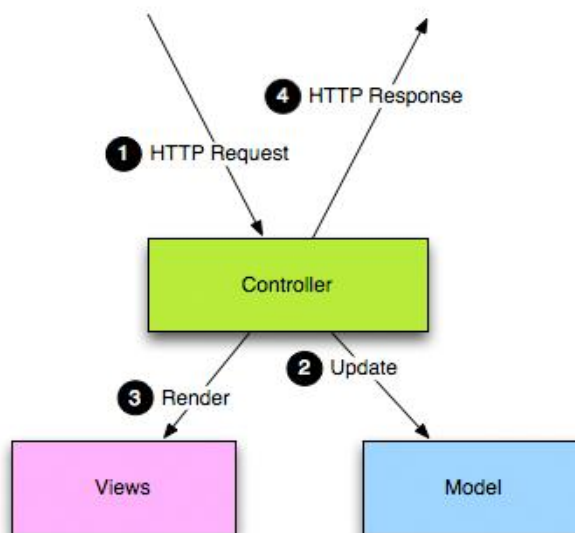 4 HTTP Response
1 HTTP Request
Controller
2 Update
3 Render
Views
Model